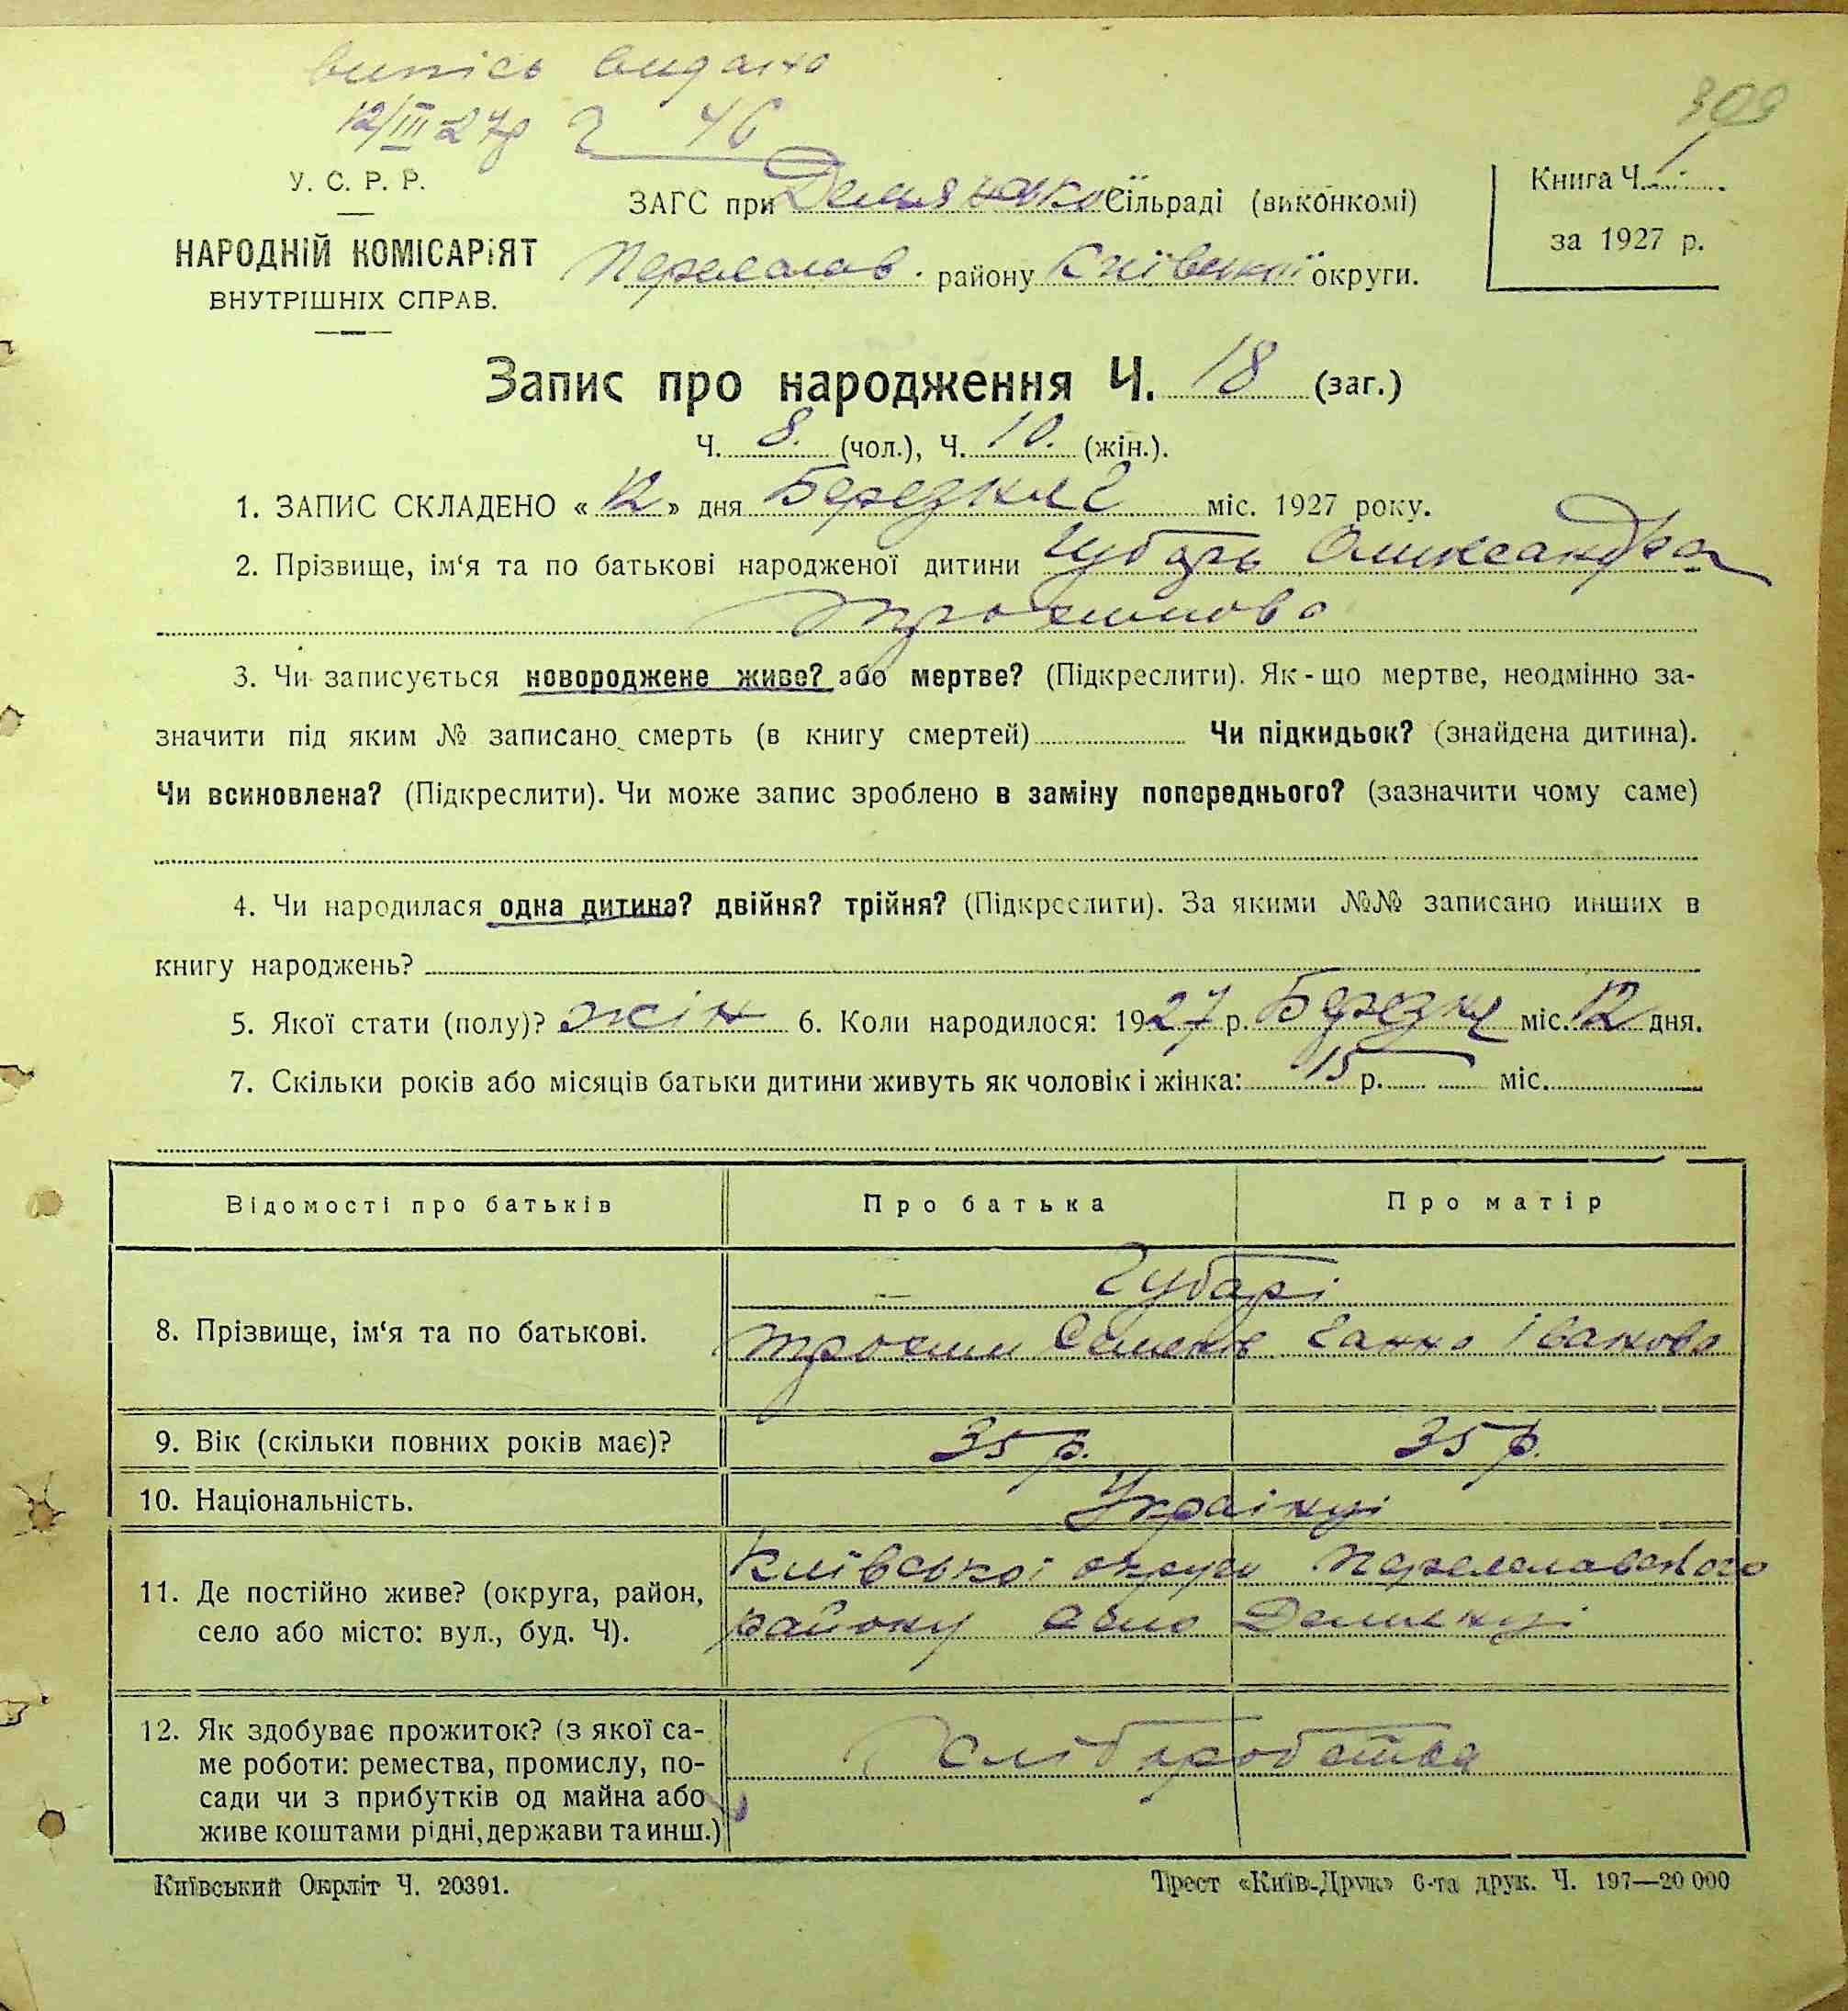 випись видано
12/III 27р Ч 46
309
У. С. Р. Р.
НАРОДНІЙ КОМІСАРІЯТ
ВНУТРІШНІХ СПРАВ.
ЗАГС при Демянсько Сільраді (виконкомі)
Переяслав. району Київської округи.
Книга Ч. 1
за 1927 р.
Запис про народження Ч. 18 (заг.)
Ч. 8. (чол.), Ч. 10. (жін.).
1. ЗАПИС СКЛАДЕНО «12» дня Березня міс. 1927 року.
2. Прізвище, ім‘я та по батькові народженої дитини Губарь Олександра
Трохимова
3. Чи записується новороджене живе? або мертве? (Підкреслити). Як-що мертве, неодмінно за-
значити під яким № записано смерть (в книгу смертей) Чи підкидьок? (знайдена дитина).
Чи всиновлена? (Підкреслити). Чи може запис зроблено в заміну попереднього? (зазначити чому саме)
4. Чи народилася одна дитина? двійня? трійня? (Підкреслити). За якими №№ записано инших в
книгу народжень?
5. Якої стати (полу)? жін 6. Коли народилося: 1927 р. Березня міс. 12 дня.
7. Скільки років або місяців батьки дитини живуть як чоловік і жінка: 15 р. — міс.
Відомості про батьків Про батька Про матір
8. Прізвище, ім‘я та по батькові.
Губарі
Трохим Семенів Ганна Іванова
9. Вік (скільки повних років має)? 35 р. 35 р.
10. Національність. Українці
11. Де постійно живе? (округа, район,
село або місто: вул., буд. Ч).
Київської округи Переяславського
району село Демянці
12. Як здобуває прожиток? (з якої са-
ме роботи: ремества, промислу, по-
сади чи з прибутків од майна або
живе коштами рідні, держави та инш.)
Хліборобства
Київський Окрліт Ч. 20391.
Трест «Київ-Друк» 6-та друк. Ч. 197—20 000